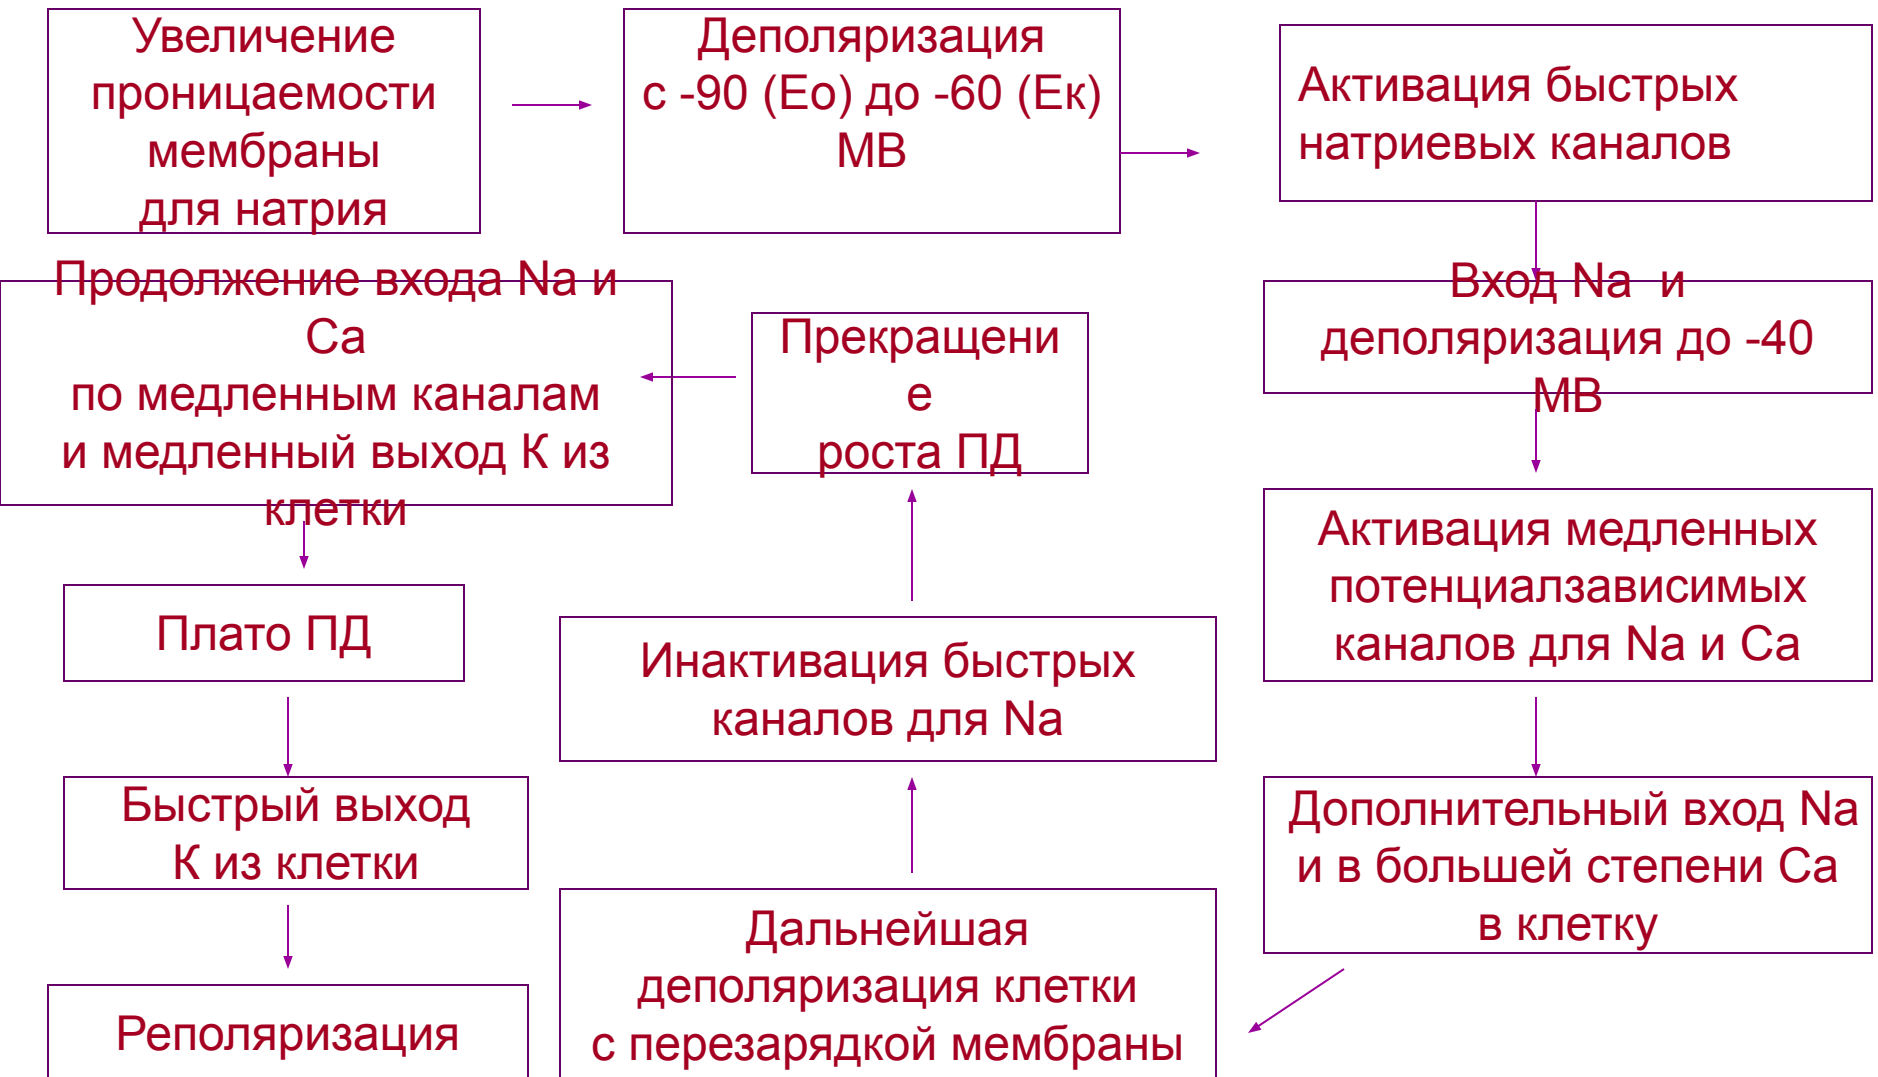 Увеличение
проницаемости
мембраны
для натрия
Деполяризация
с -90 (Ео) до -60 (Ек)
МВ
Активация быстрых
натриевых каналов
Вход Na и
деполяризация до -40
МВ
Активация медленных
потенциалзависимых
каналов для Na и Ca
Дополнительный вход Na
и в большей степени Ca
в клетку
Дальнейшая
деполяризация клетки
с перезарядкой мембраны
Инактивация быстрых
каналов для Na
Прекращени
е
роста ПД
Продолжение входа Na и
Ca
по медленным каналам
и медленный выход К из
клетки
Плато ПД
Быстрый выход
К из клетки
Реполяризация